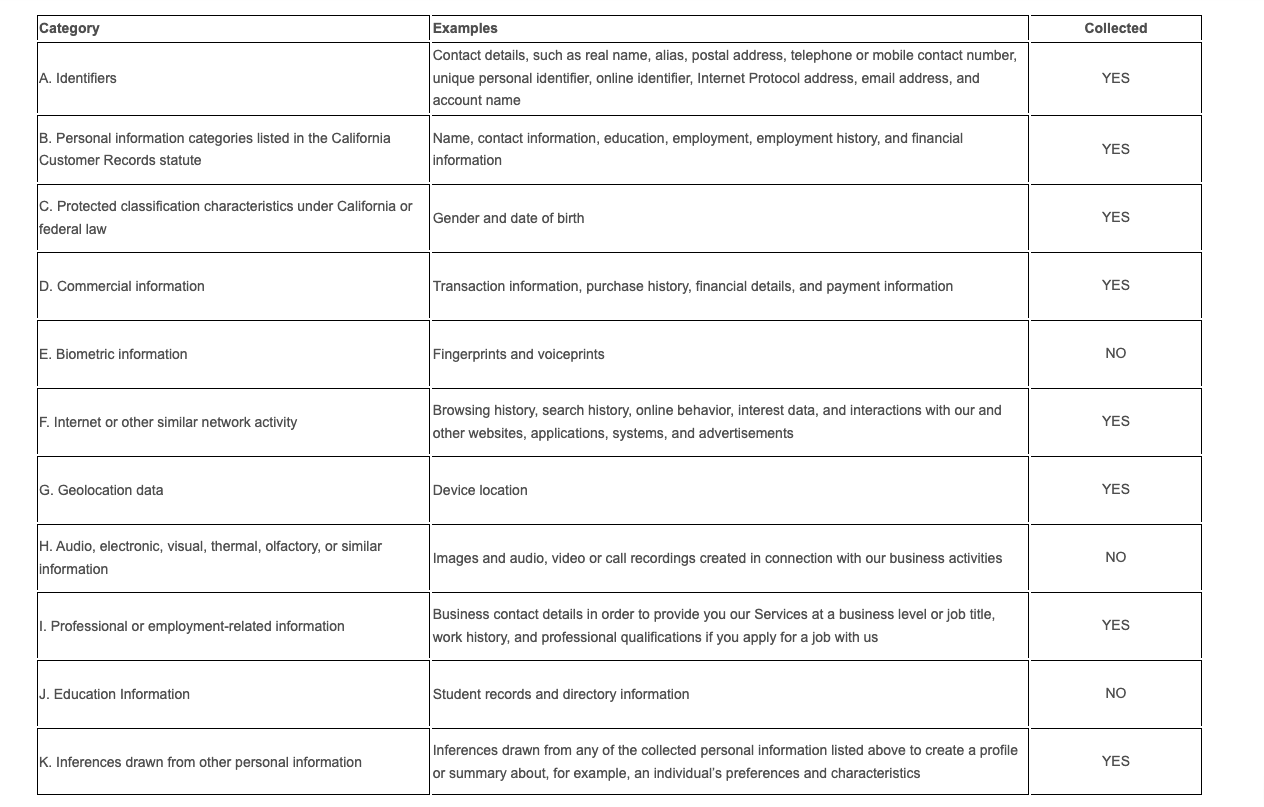 Category Examples Collected
A. Identifiers
Contact details, such as real name, alias, postal address, telephone or mobile contact number,
unique personal identifier, online identifier, Internet Protocol address, email address, and
account name
YES
B. Personal information categories listed in the California
Customer Records statute
Name, contact information, education, employment, employment history, and financial
information
YES
C. Protected classification characteristics under California or
federal law
Gender and date of birth
YES
D. Commercial information
Transaction information, purchase history, financial details, and payment information
YES
E. Biometric information
Fingerprints and voiceprints
NO
F. Internet or other similar network activity
Browsing history, search history, online behavior, interest data, and interactions with our and
other websites, applications, systems, and advertisements
YES
G. Geolocation data
Device location
YES
H. Audio, electronic, visual, thermal, olfactory, or similar
information
Images and audio, video or call recordings created in connection with our business activities
NO
I. Professional or employment-related information
Business contact details in order to provide you our Services at a business level or job title,
work history, and professional qualifications if you apply for a job with us
YES
J. Education Information
Student records and directory information
NO
K. Inferences drawn from other personal information
Inferences drawn from any of the collected personal information listed above to create a profile
or summary about, for example, an individual’s preferences and characteristics
YES